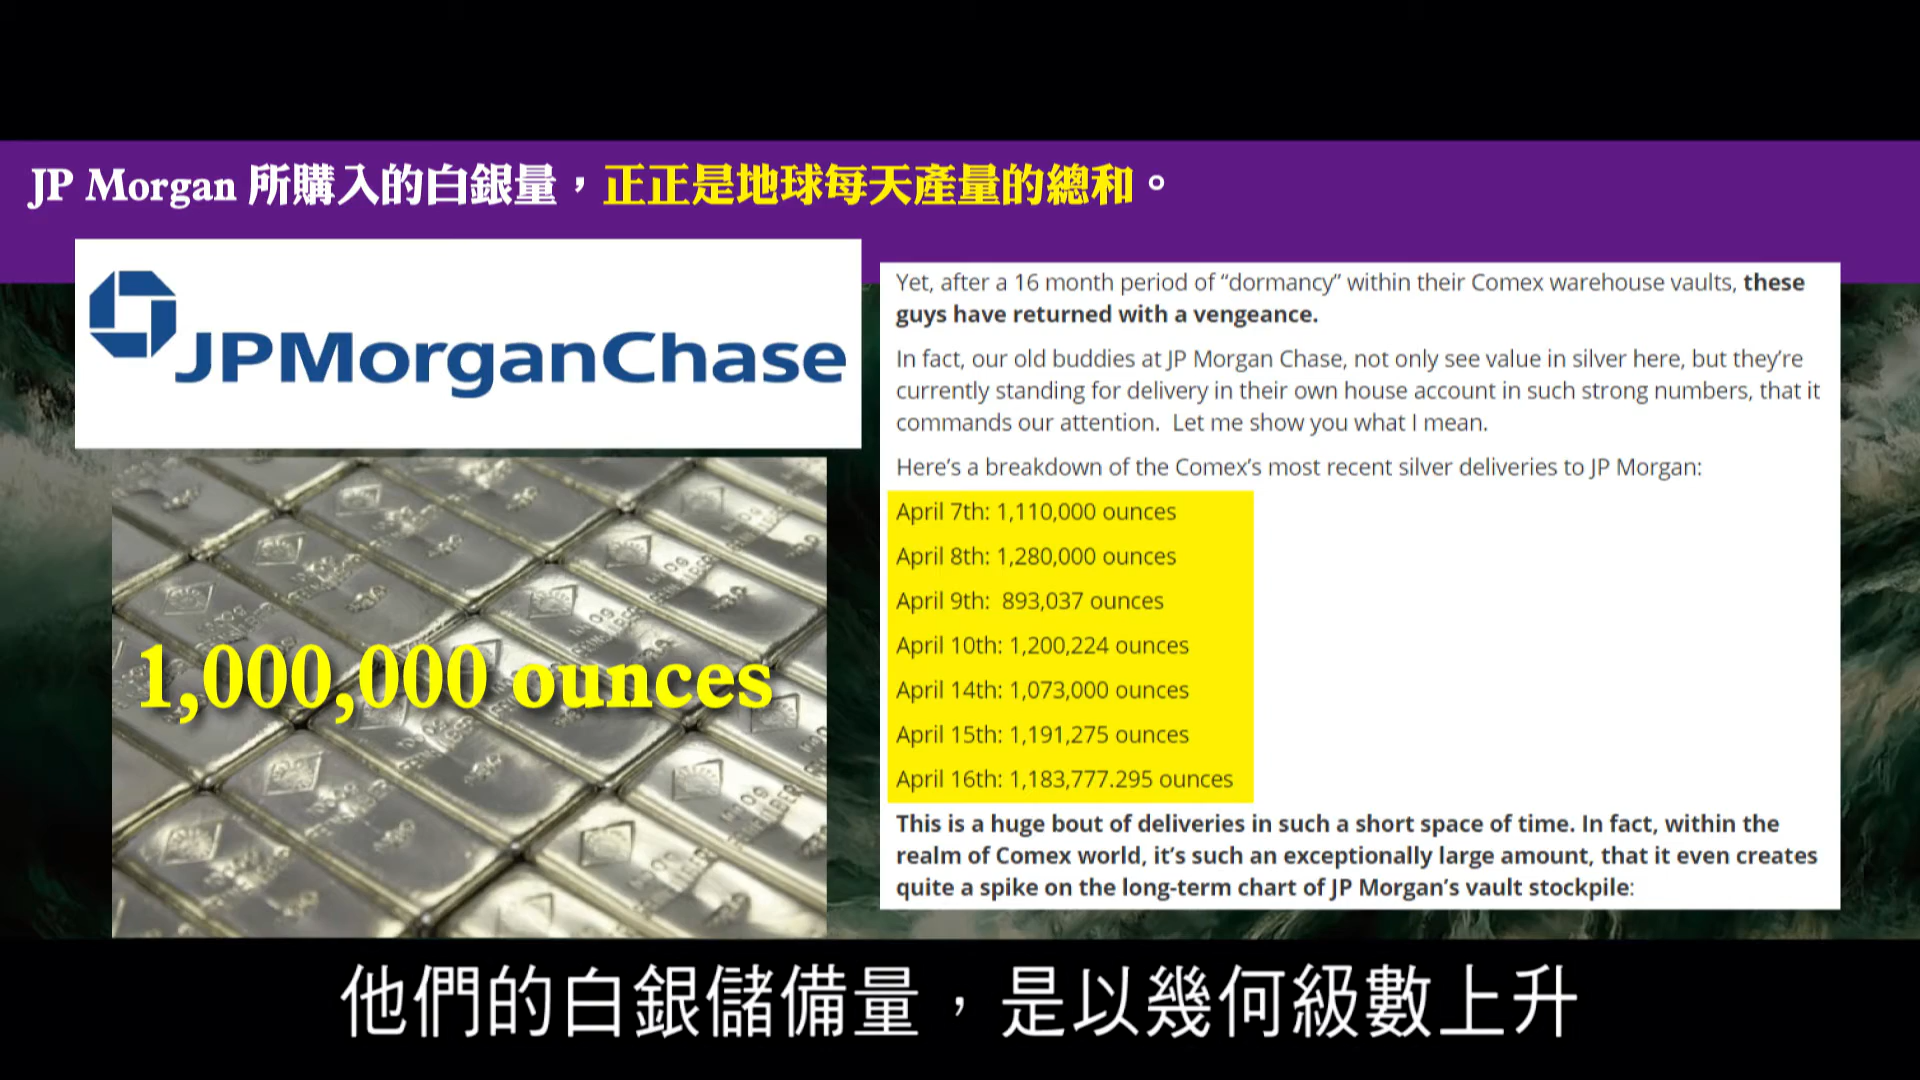 JP Morgan 所購入的白銀量，正正是地球每天產量的總和。
JPMorganChase
Yet, after a 16 month period of “dormancy” within their Comex warehouse vaults, these
guys have returned with a vengeance.
In fact, our old buddies at JP Morgan Chase, not only see value in silver here, but they’re
currently standing for delivery in their own house account in such strong numbers, that it
commands our attention.  Let me show you what I mean.
Here’s a breakdown of the Comex’s most recent silver deliveries to JP Morgan:
April 7th: 1,110,000 ounces
April 8th: 1,280,000 ounces
April 9th:  893,037 ounces
April 10th: 1,200,224 ounces
April 14th: 1,073,000 ounces
April 15th: 1,191,275 ounces
April 16th: 1,183,777.295 ounces
This is a huge bout of deliveries in such a short space of time. In fact, within the
realm of Comex world, it’s such an exceptionally large amount, that it even creates
quite a spike on the long-term chart of JP Morgan’s vault stockpile:
1,000,000 ounces
他們的白銀儲備量，是以幾何級數上升